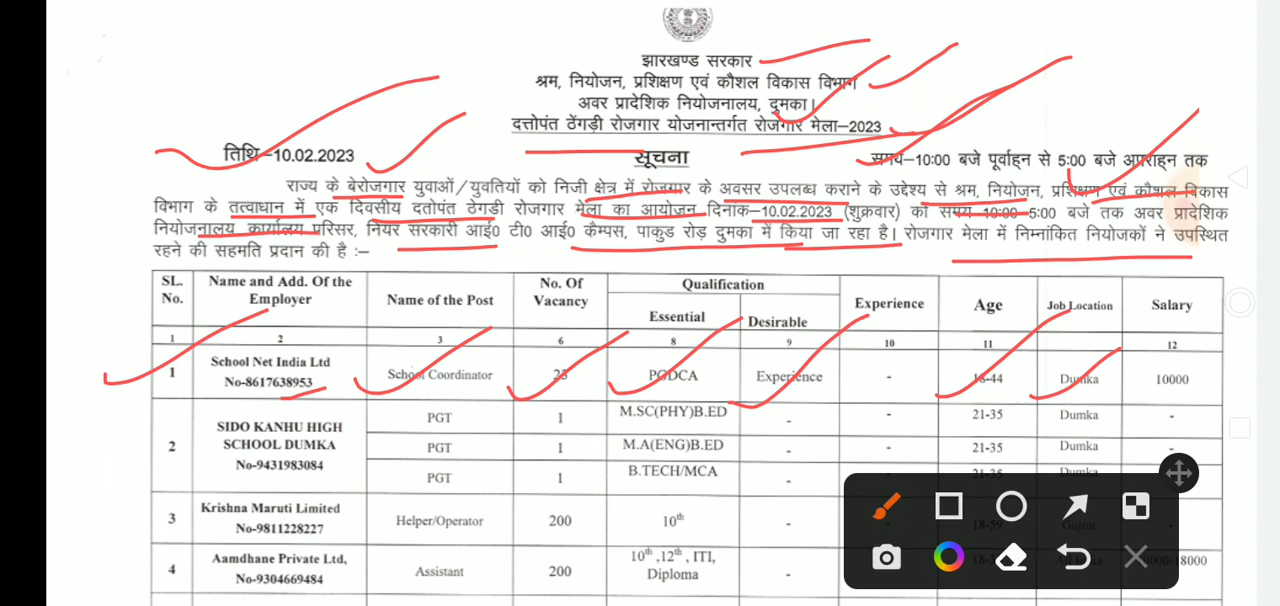 झारखण्ड सरकार
श्रम, नियोजन, प्रशिक्षण एवं कौशल विकास विभाग
अवर प्रादेशिक नियोजनालय, दुमका।
दत्तोपंत ठेंगड़ी रोजगार योजनान्तर्गत रोजगार मेला–2023
तिथि–10.02.2023 सूचना समय–10:00 बजे पूर्वाह्न से 5:00 बजे अपराह्न तक
राज्य के बेरोजगार युवाओं/युवतियों को निजी क्षेत्र में रोजगार के अवसर उपलब्ध कराने के उद्देश्य से श्रम, नियोजन, प्रशिक्षण एवं कौशल विकास
विभाग के तत्वाधान में एक दिवसीय दतोपंत ठेगडी रोजगार मेला का आयोजन दिनाक–10.02.2023 (शुक्रवार) को समय 10:00–5:00 बजे तक अवर प्रादेशिक
नियोजनालय कार्यालय परिसर, नियर सरकारी आई0 टी0 आई0 कैम्पस, पाकुड रोड़ दुमका में किया जा रहा है। रोजगार मेला में निम्नांकित नियोजकों ने उपस्थित
रहने की सहमति प्रदान की है :–
SL. No. Name and Add. Of the Employer Name of the Post No. Of Vacancy Qualification Experience Age Job Location Salary
Essential Desirable
1 2 3 6 8 9 10 11 12
1 School Net India Ltd No-8617638953 School Coordinator 23 PGDCA Experience - 18-44 Dumka 10000
2 SIDO KANHU HIGH SCHOOL DUMKA No-9431983084 PGT 1 M.SC(PHY)B.ED - - 21-35 Dumka -
PGT 1 M.A(ENG)B.ED - - 21-35 Dumka -
PGT 1 B.TECH/MCA - 21-35 Dumka
3 Krishna Maruti Limited No-9811228227 Helper/Operator 200 10th - 18-59 Gujrat
4 Aamdhane Private Ltd, No-9304669484 Assistant 200 10th ,12th , ITI, Diploma -